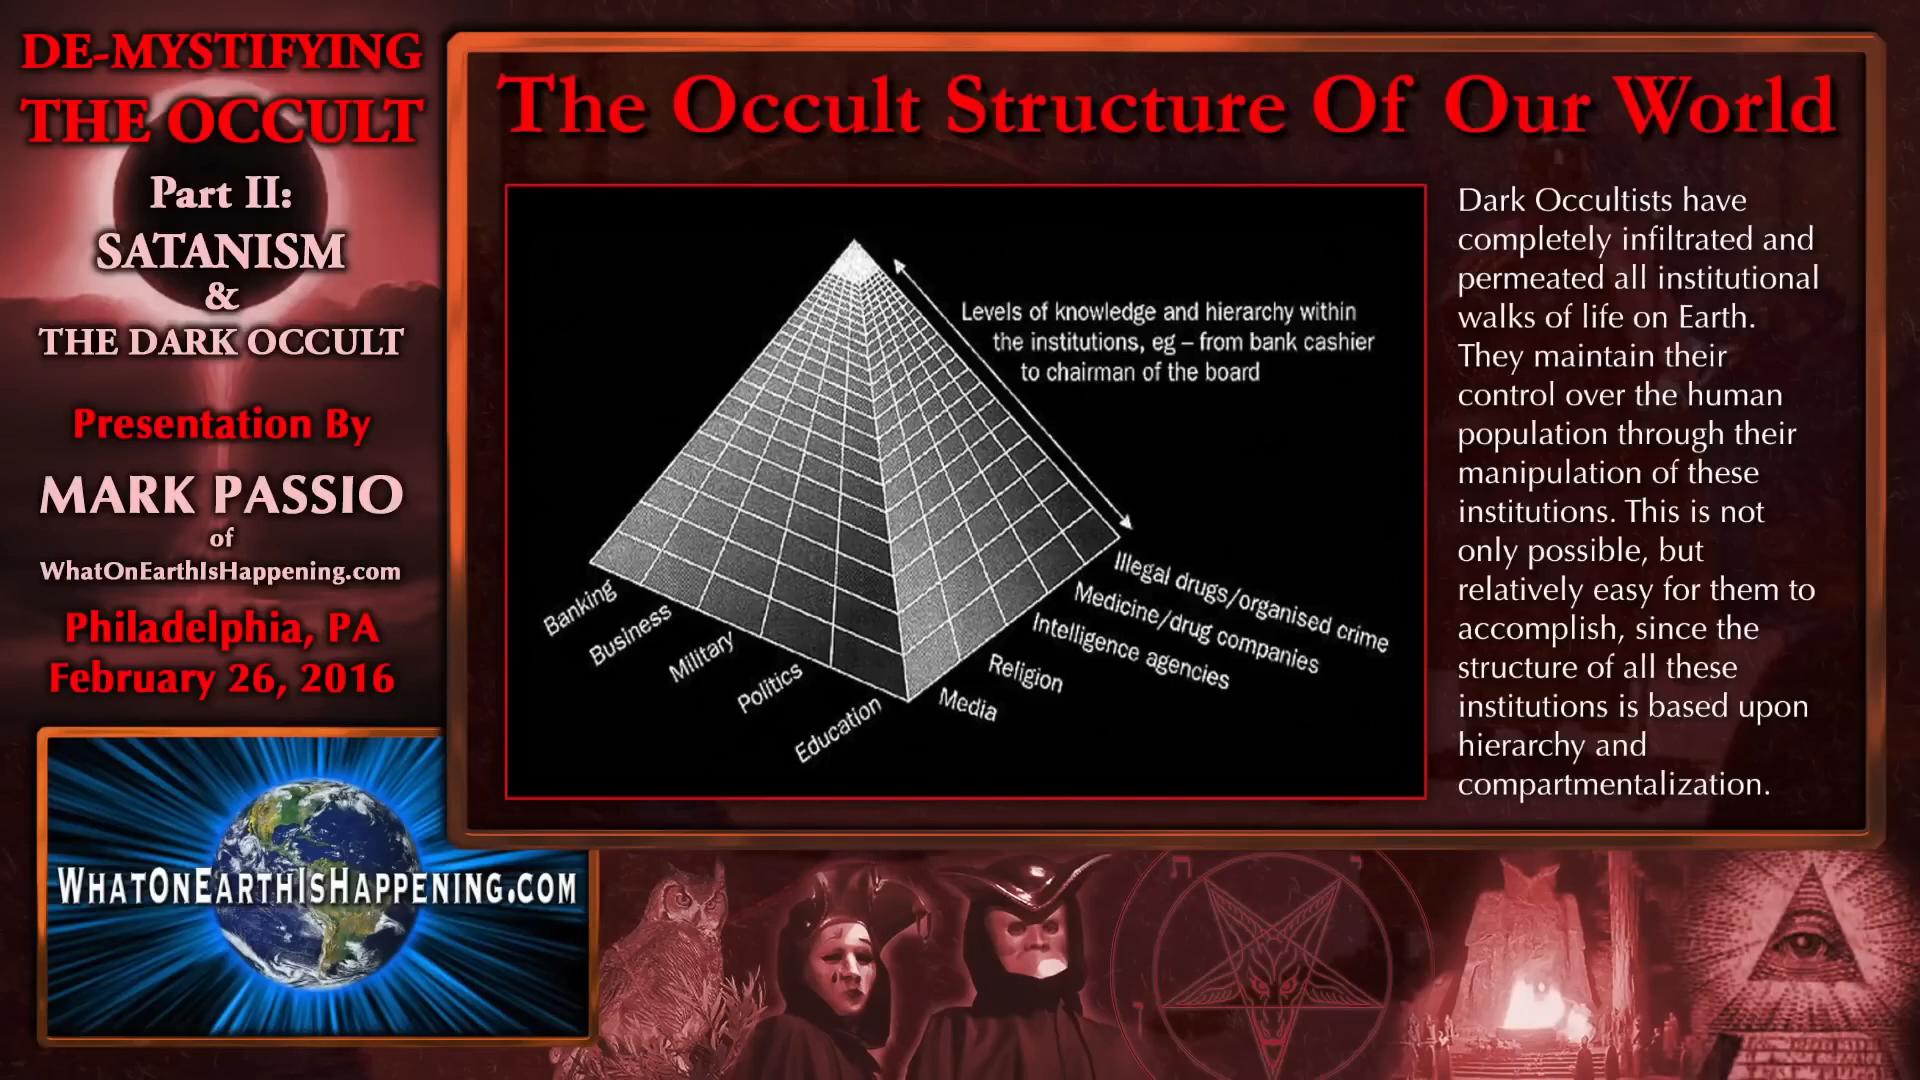 DE-MYSTIFYING
THE OCCULT
Part II:
SATANISM
&
THE DARK OCCULT
Presentation By
MARK PASSIO
of
WhatOnEarthIsHappening.com
Philadelphia, PA
February 26, 2016
WHATONEARTHISHAPPENING.COM
The Occult Structure Of Our World
Levels of knowledge and hierarchy within
the institutions, eg – from bank cashier
to chairman of the board
Banking
Business
Military
Politics
Education
Media
Religion
Intelligence agencies
Medicine/drug companies
Illegal drugs/organised crime
Dark Occultists have
completely infiltrated and
permeated all institutional
walks of life on Earth.
They maintain their
control over the human
population through their
manipulation of these
institutions. This is not
only possible, but
relatively easy for them to
accomplish, since the
structure of all these
institutions is based upon
hierarchy and
compartmentalization.